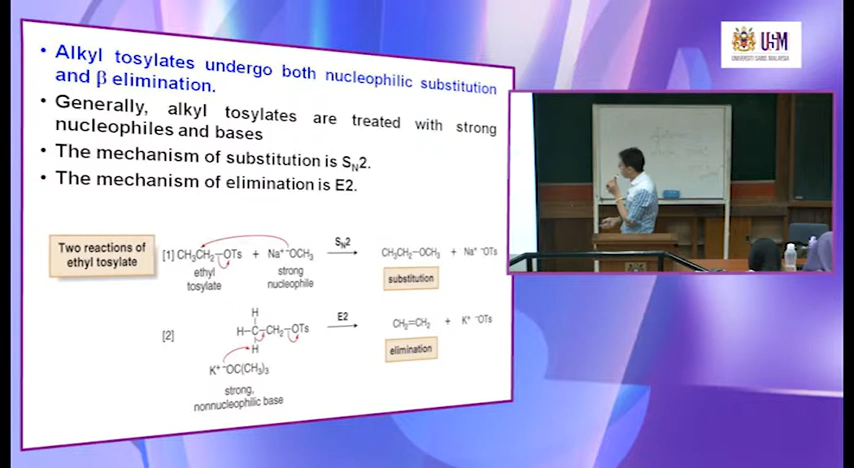 USM
UNIVERSITI SAINS MALAYSIA
• Alkyl tosylates undergo both nucleophilic substitution
and β elimination.
• Generally, alkyl tosylates are treated with strong
nucleophiles and bases
• The mechanism of substitution is SN2.
• The mechanism of elimination is E2.
Two reactions of
ethyl tosylate
[1] CH₃CH₂–OTs + Na⁺ ⁻OCH₃ SN2 CH₃CH₂–OCH₃ + Na⁺ ⁻OTs
ethyl
tosylate
strong
nucleophile
substitution
[2]
H
H–C–CH₂–OTs E2 CH₂=CH₂ + K⁺ ⁻OTs
H
elimination
K⁺ ⁻OC(CH₃)₃
strong,
nonnucleophilic base